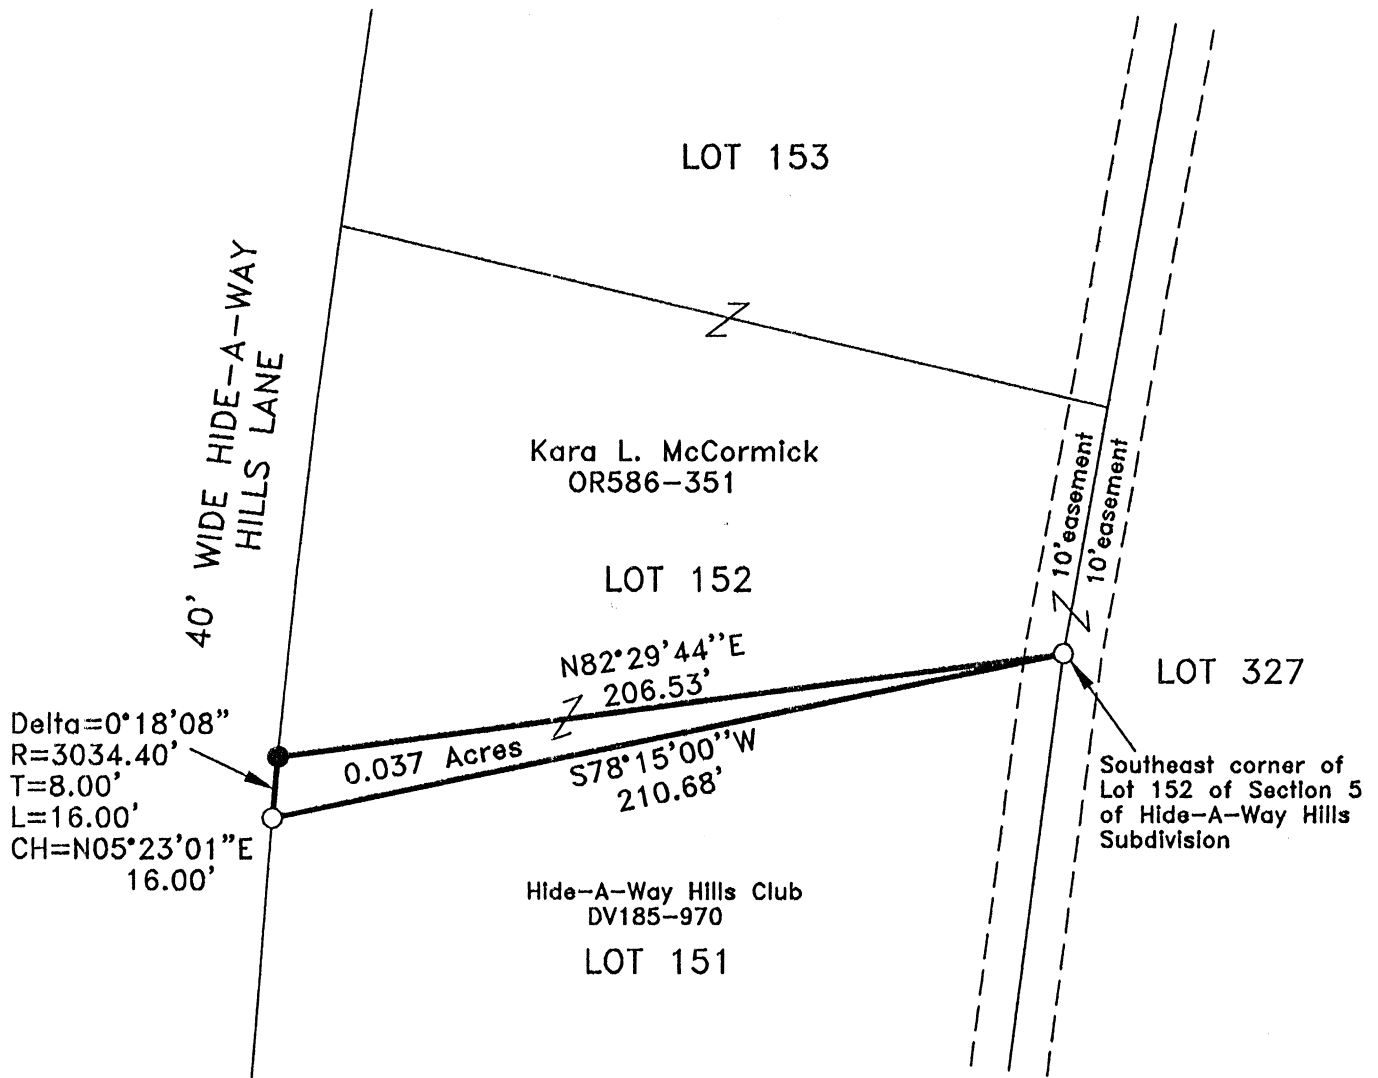 LOT 153
40' WIDE HIDE-A-WAY
HILLS LANE
Kara L. McCormick
OR586-351
10'easement
10'easement
LOT 152
N82°29'44''E
206.53'
LOT 327
Delta=0°18'08"
R=3034.40'
T=8.00'
L=16.00'
CH=N05°23'01"E
16.00'
0.037 Acres
S78°15'00''W
210.68'
Southeast corner of
Lot 152 of Section 5
of Hide-A-Way Hills
Subdivision
Hide-A-Way Hills Club
DV185-970
LOT 151